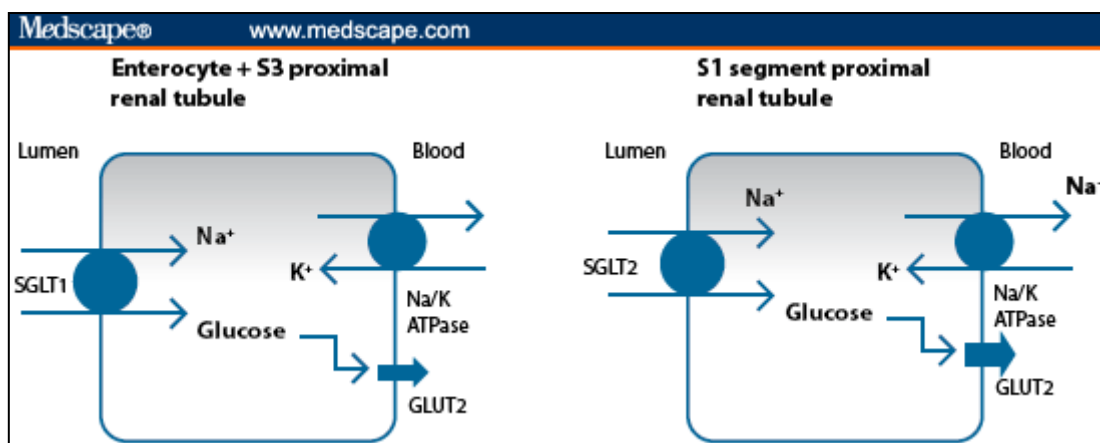 Medscape® www.medscape.com
Enterocyte + S3 proximal
renal tubule
Lumen
Blood
Na⁺
SGLT1
K⁺
Na/K
ATPase
Glucose
GLUT2
S1 segment proximal
renal tubule
Lumen
Blood
Na⁺
Na⁺
SGLT2
K⁺
Na/K
ATPase
Glucose
GLUT2